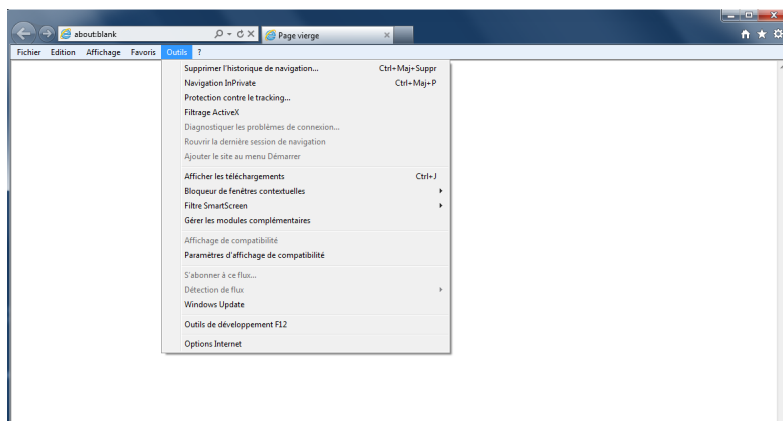 about:blank
Page vierge
Fichier Edition Affichage Favoris Outils ?
Supprimer l'historique de navigation... Ctrl+Maj+Suppr
Navigation InPrivate Ctrl+Maj+P
Protection contre le tracking...
Filtrage ActiveX
Diagnostiquer les problèmes de connexion...
Rouvrir la dernière session de navigation
Ajouter le site au menu Démarrer
Afficher les téléchargements Ctrl+J
Bloqueur de fenêtres contextuelles
Filtre SmartScreen
Gérer les modules complémentaires
Affichage de compatibilité
Paramètres d'affichage de compatibilité
S'abonner à ce flux...
Détection de flux
Windows Update
Outils de développement F12
Options Internet